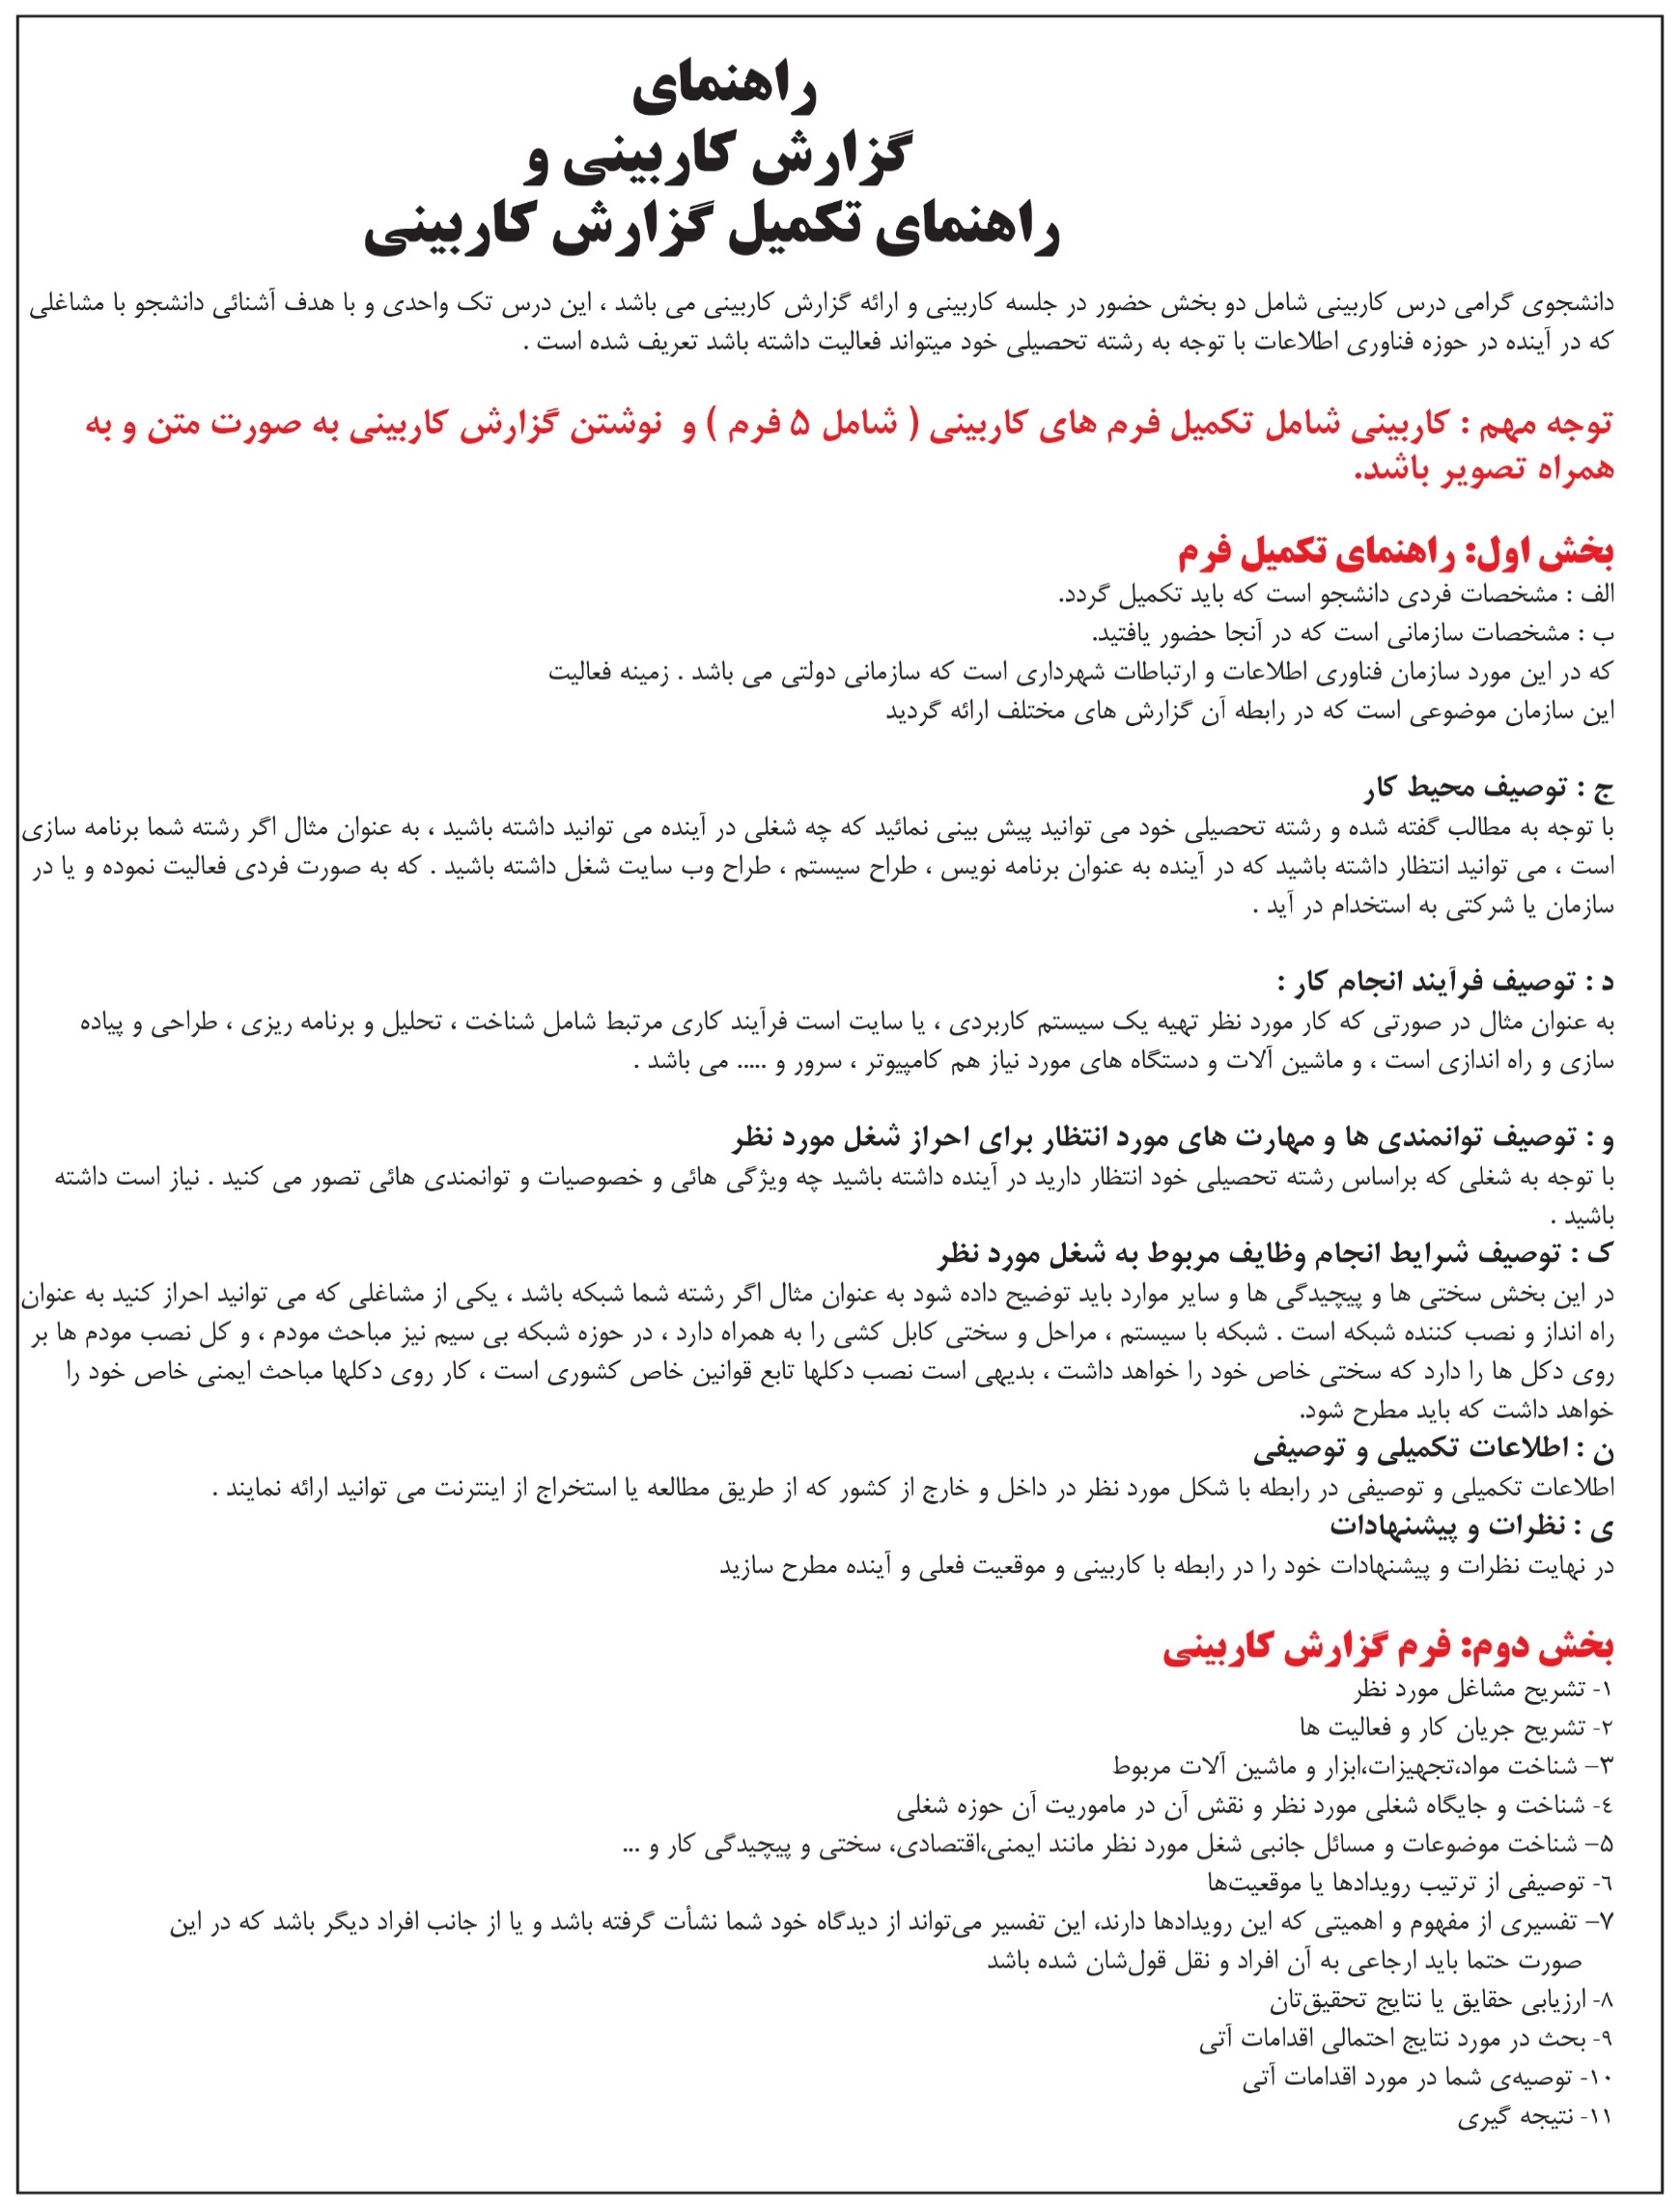 راهنمای
گزارش کاربینی و
راهنمای تکمیل گزارش کاربینی
دانشجوی گرامی درس کاربینی شامل دو بخش حضور در جلسه کاربینی و ارائه گزارش کاربینی می باشد ، این درس تک واحدی و با هدف آشنائی دانشجو با مشاغلی
که در آینده در حوزه فناوری اطلاعات با توجه به رشته تحصیلی خود میتواند فعالیت داشته باشد تعریف شده است .
توجه مهم : کاربینی شامل تکمیل فرم های کاربینی ( شامل ۵ فرم ) و نوشتن گزارش کاربینی به صورت متن و به
همراه تصویر باشد.
بخش اول: راهنمای تکمیل فرم
الف : مشخصات فردی دانشجو است که باید تکمیل گردد.
ب : مشخصات سازمانی است که در آنجا حضور یافتید.
که در این مورد سازمان فناوری اطلاعات و ارتباطات شهرداری است که سازمانی دولتی می باشد . زمینه فعالیت
این سازمان موضوعی است که در رابطه آن گزارش های مختلف ارائه گردید
ج : توصیف محیط کار
با توجه به مطالب گفته شده و رشته تحصیلی خود می توانید پیش بینی نمائید که چه شغلی در آینده می توانید داشته باشید ، به عنوان مثال اگر رشته شما برنامه سازی
است ، می توانید انتظار داشته باشید که در آینده به عنوان برنامه نویس ، طراح سیستم ، طراح وب سایت شغل داشته باشید . که به صورت فردی فعالیت نموده و یا در
سازمان یا شرکتی به استخدام در آید .
د : توصیف فرآیند انجام کار :
به عنوان مثال در صورتی که کار مورد نظر تهیه یک سیستم کاربردی ، یا سایت است فرآیند کاری مرتبط شامل شناخت ، تحلیل و برنامه ریزی ، طراحی و پیاده
سازی و راه اندازی است ، و ماشین آلات و دستگاه های مورد نیاز هم کامپیوتر ، سرور و ..... می باشد .
و : توصیف توانمندی ها و مهارت های مورد انتظار برای احراز شغل مورد نظر
با توجه به شغلی که براساس رشته تحصیلی خود انتظار دارید در آینده داشته باشید چه ویژگی هائی و خصوصیات و توانمندی هائی تصور می کنید . نیاز است داشته
باشید .
ک : توصیف شرایط انجام وظایف مربوط به شغل مورد نظر
در این بخش سختی ها و پیچیدگی ها و سایر موارد باید توضیح داده شود به عنوان مثال اگر رشته شما شبکه باشد ، یکی از مشاغلی که می توانید احراز کنید به عنوان
راه انداز و نصب کننده شبکه است . شبکه با سیستم ، مراحل و سختی کابل کشی را به همراه دارد ، در حوزه شبکه بی سیم نیز مباحث مودم ، و کل نصب مودم ها بر
روی دکل ها را دارد که سختی خاص خود را خواهد داشت ، بدیهی است نصب دکلها تابع قوانین خاص کشوری است ، کار روی دکلها مباحث ایمنی خاص خود را
خواهد داشت که باید مطرح شود.
ن : اطلاعات تکمیلی و توصیفی
اطلاعات تکمیلی و توصیفی در رابطه با شکل مورد نظر در داخل و خارج از کشور که از طریق مطالعه یا استخراج از اینترنت می توانید ارائه نمایند .
ی : نظرات و پیشنهادات
در نهایت نظرات و پیشنهادات خود را در رابطه با کاربینی و موقعیت فعلی و آینده مطرح سازید
بخش دوم: فرم گزارش کاربینی
۱- تشریح مشاغل مورد نظر
۲- تشریح جریان کار و فعالیت ها
۳– شناخت مواد،تجهیزات،ابزار و ماشین آلات مربوط
٤- شناخت و جایگاه شغلی مورد نظر و نقش آن در ماموریت آن حوزه شغلی
۵– شناخت موضوعات و مسائل جانبی شغل مورد نظر مانند ایمنی،اقتصادی، سختی و پیچیدگی کار و ...
٦- توصیفی از ترتیب رویدادها یا موقعیت‌ها
۷– تفسیری از مفهوم و اهمیتی که این رویدادها دارند، این تفسیر می‌تواند از دیدگاه خود شما نشأت گرفته باشد و یا از جانب افراد دیگر باشد که در این
صورت حتما باید ارجاعی به آن افراد و نقل قول‌شان شده باشد
۸- ارزیابی حقایق یا نتایج تحقیق‌تان
۹- بحث در مورد نتایج احتمالی اقدامات آتی
۱۰- توصیه‌ی شما در مورد اقدامات آتی
۱۱- نتیجه گیری